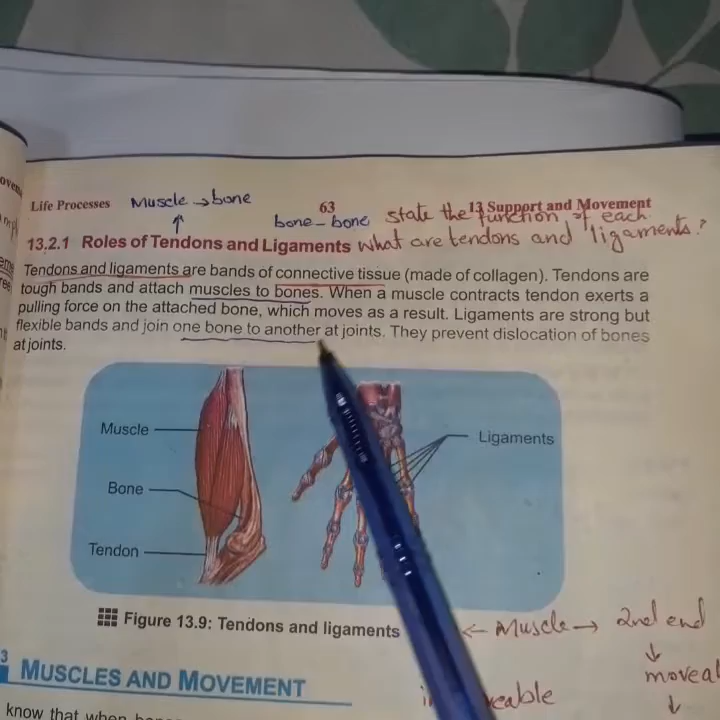 Life Processes
Muscle → bone
63
13 Support and Movement
bone - bone
state the function of each
13.2.1 Roles of Tendons and Ligaments
What are tendons and ligaments?
Tendons and ligaments are bands of connective tissue (made of collagen). Tendons are
tough bands and attach muscles to bones. When a muscle contracts tendon exerts a
pulling force on the attached bone, which moves as a result. Ligaments are strong but
flexible bands and join one bone to another at joints. They prevent dislocation of bones
at joints.
Muscle
Ligaments
Bone
Tendon
Figure 13.9: Tendons and ligaments
← Muscle → 2nd end
↓
MUSCLES AND MOVEMENT
↓
know that when